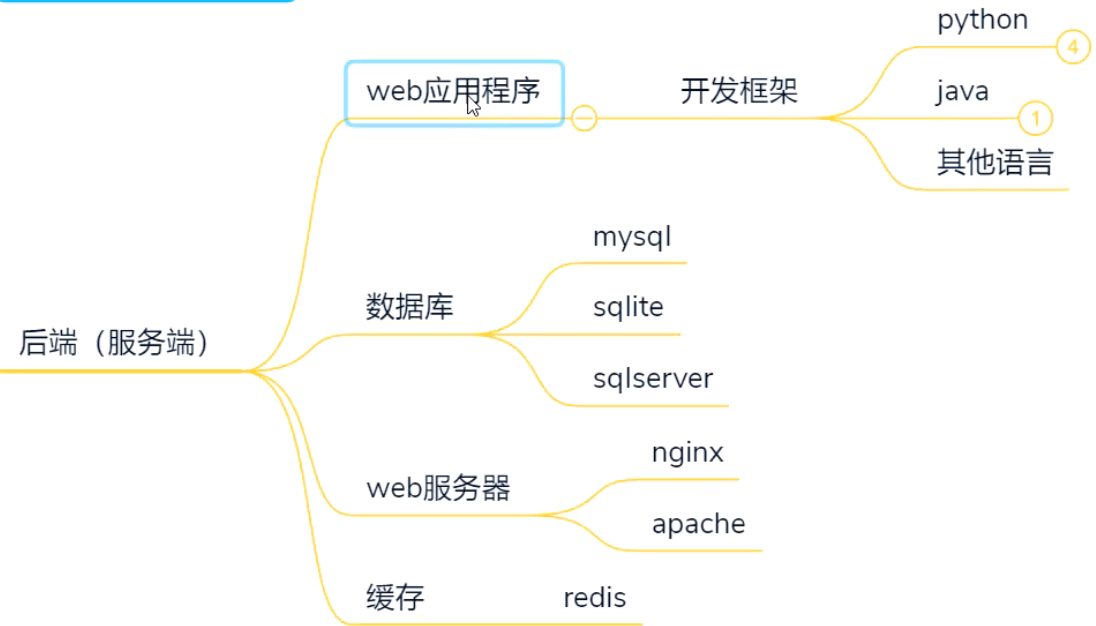 python
4
web应用程序
开发框架
java
1
其他语言
mysql
数据库
sqlite
后端（服务端）
sqlserver
nginx
web服务器
apache
缓存
redis